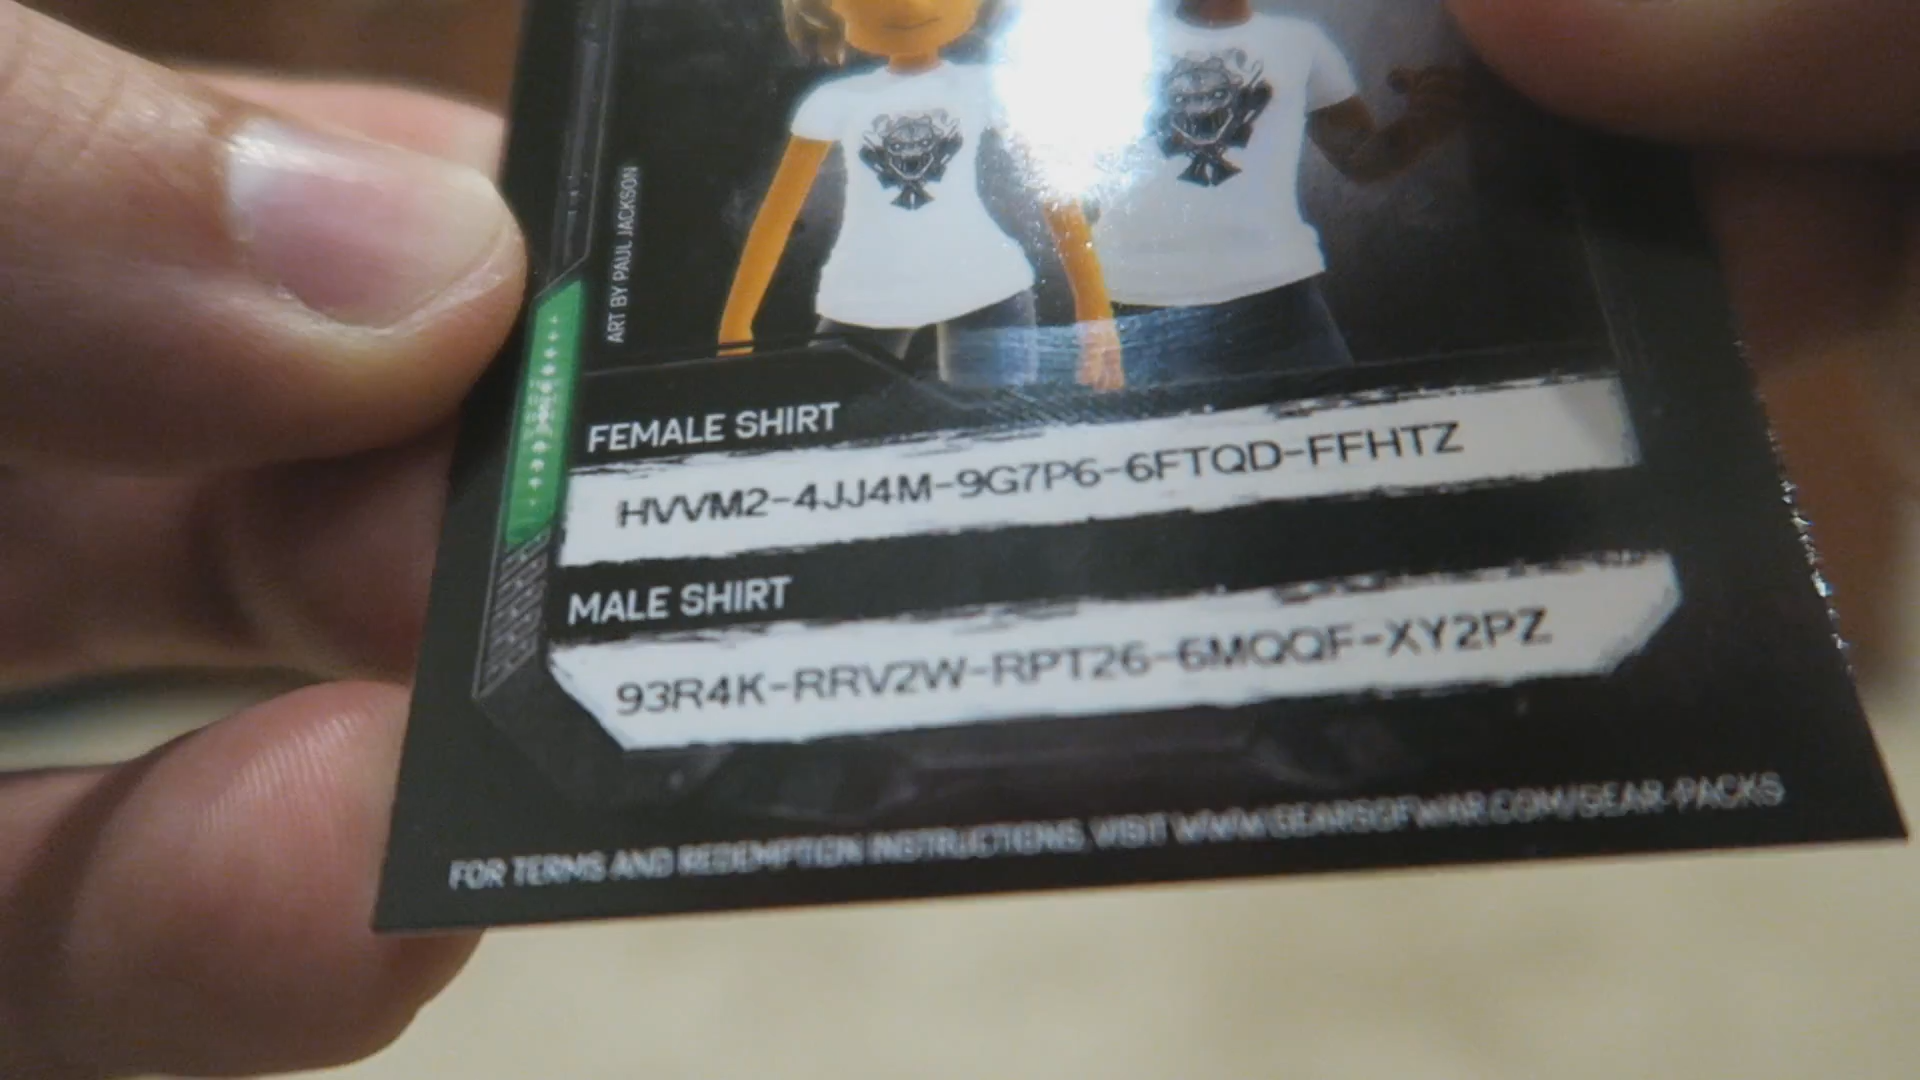 ART BY PAUL JACKSON
FEMALE SHIRT
HVVM2-4JJ4M-9G7P6-6FTQD-FFHTZ
MALE SHIRT
93R4K-RRV2W-RPT26-6MQQF-XY2PZ
FOR TERMS AND REDEMPTION INSTRUCTIONS, VISIT WWW.GEARSOFWAR.COM/GEAR-PACKS